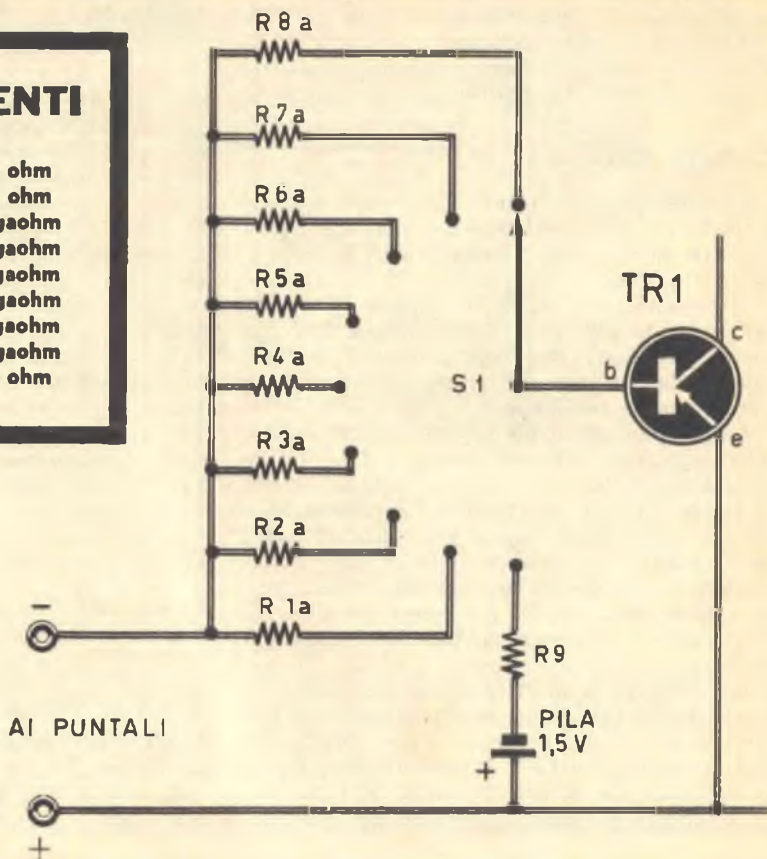 ENTI
ohm
ohm
gaohm
gaohm
gaohm
gaohm
gaohm
gaohm
ohm
R 8 a
R 7 a
R 6 a
R 5 a
R 4 a
R 3 a
R 2 a
R 1a
S 1
TR1
b
c
e
-
R9
AI PUNTALI
PILA
1,5 V
+
+